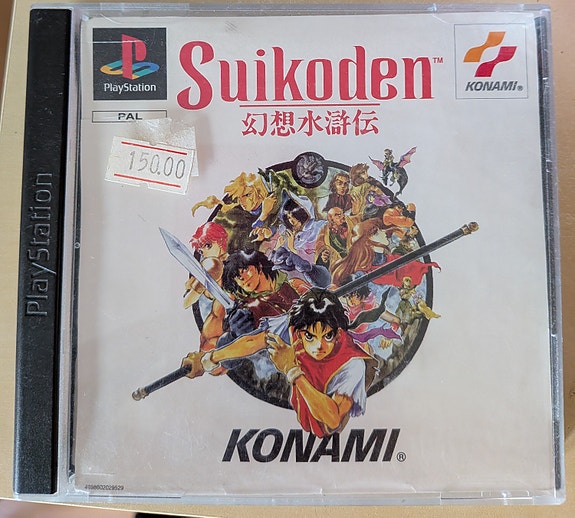 PlayStation
PlayStation
PAL
Suikoden™
幻想水滸伝
KONAMI®
150.00
KONAMI®